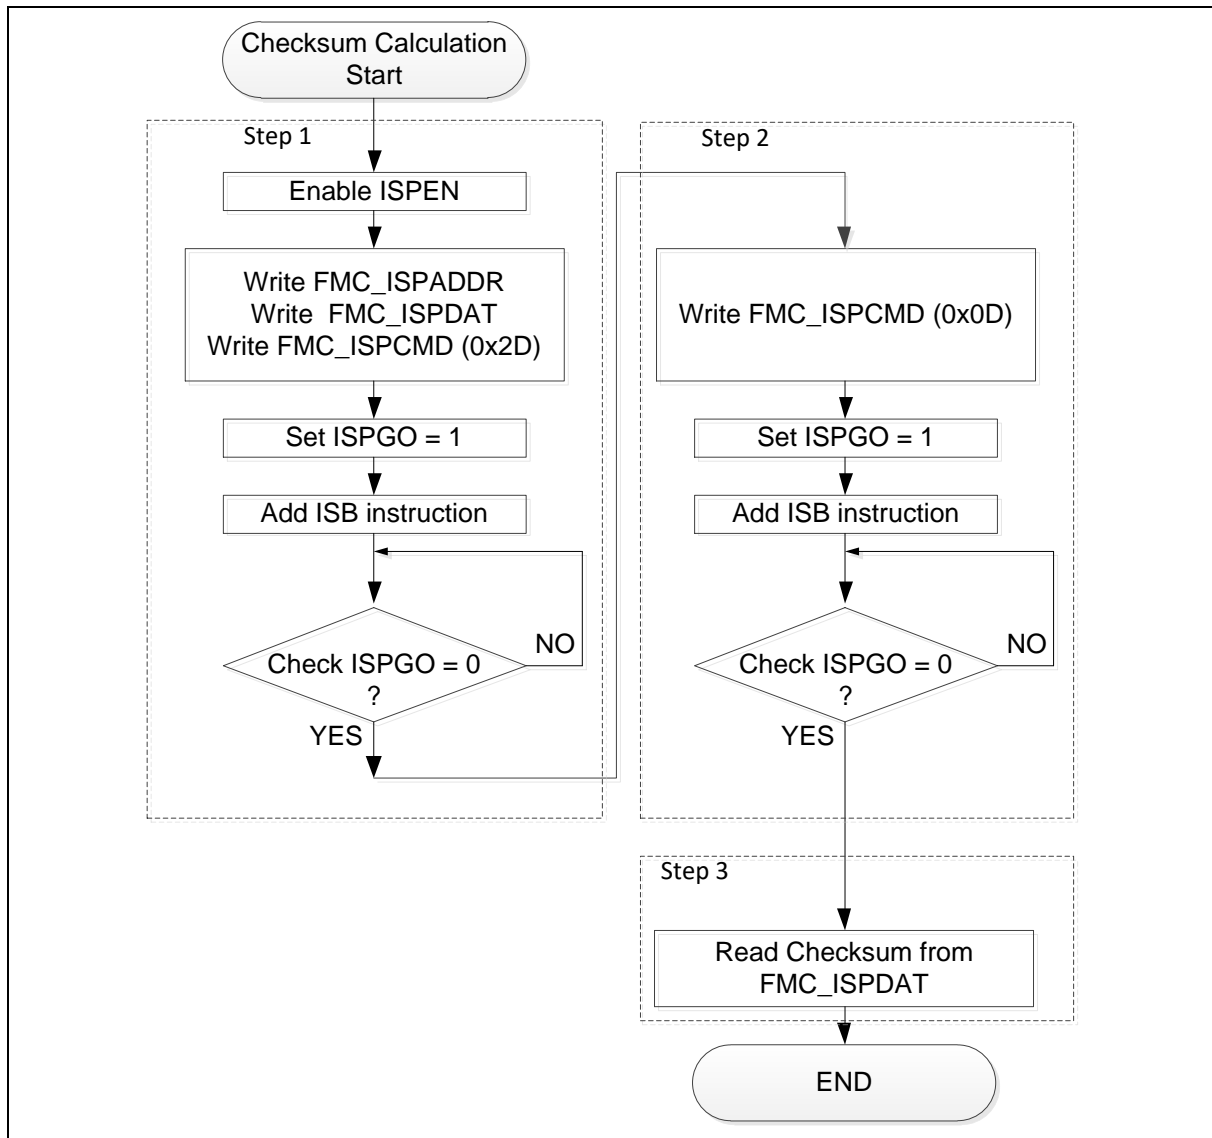 Checksum Calculation
Start
Step 1
Enable ISPEN
Write FMC_ISPADDR
Write FMC_ISPDAT
Write FMC_ISPCMD (0x2D)
Set ISPGO = 1
Add ISB instruction
Check ISPGO = 0
?
NO
YES
Step 2
Write FMC_ISPCMD (0x0D)
Set ISPGO = 1
Add ISB instruction
Check ISPGO = 0
?
NO
YES
Step 3
Read Checksum from
FMC_ISPDAT
END